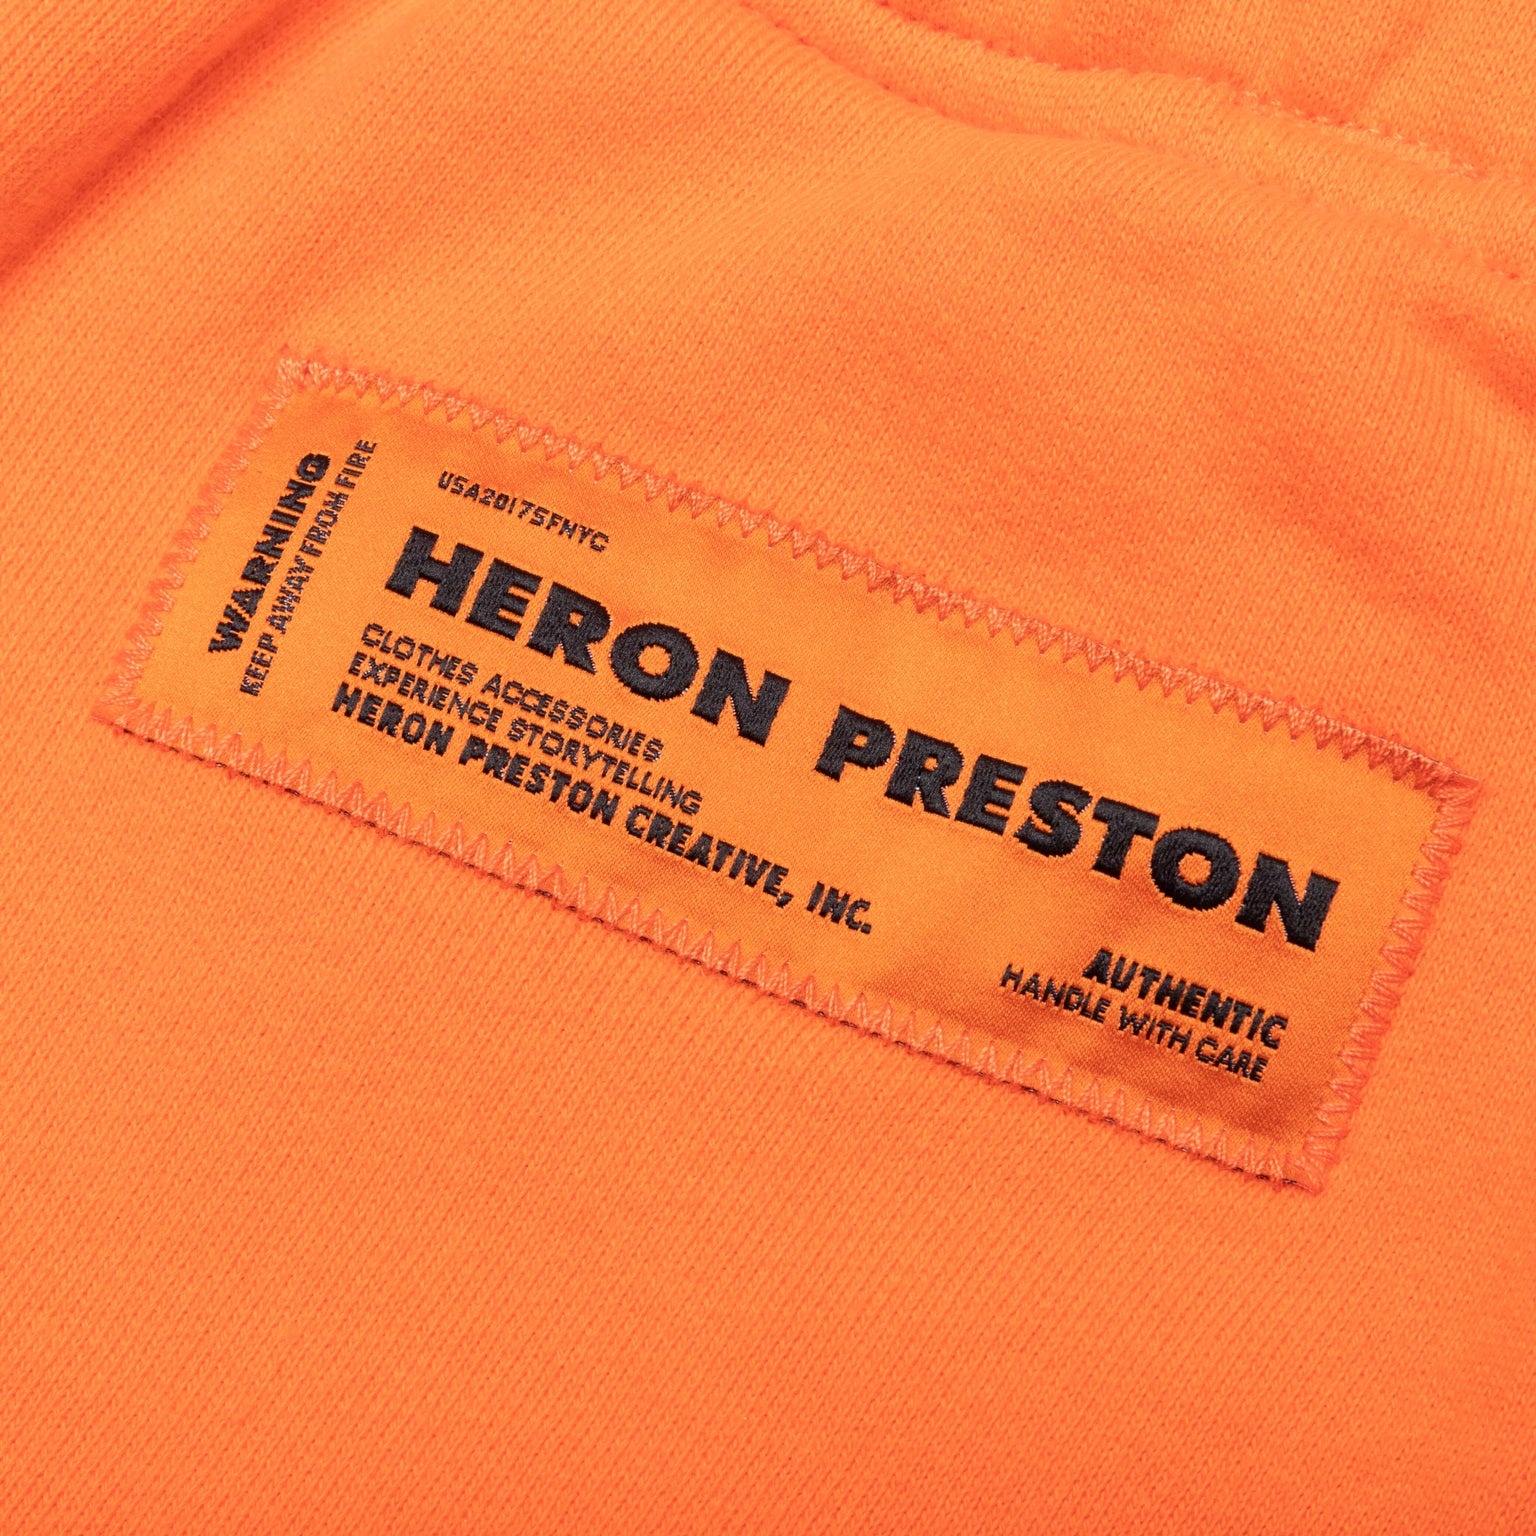 WARNING
KEEP AWAY FROM FIRE
USA2017SFNYC
HERON PRESTON
CLOTHES ACCESSORIES
EXPERIENCE STORYTELLING
HERON PRESTON CREATIVE, INC.
AUTHENTIC
HANDLE WITH CARE